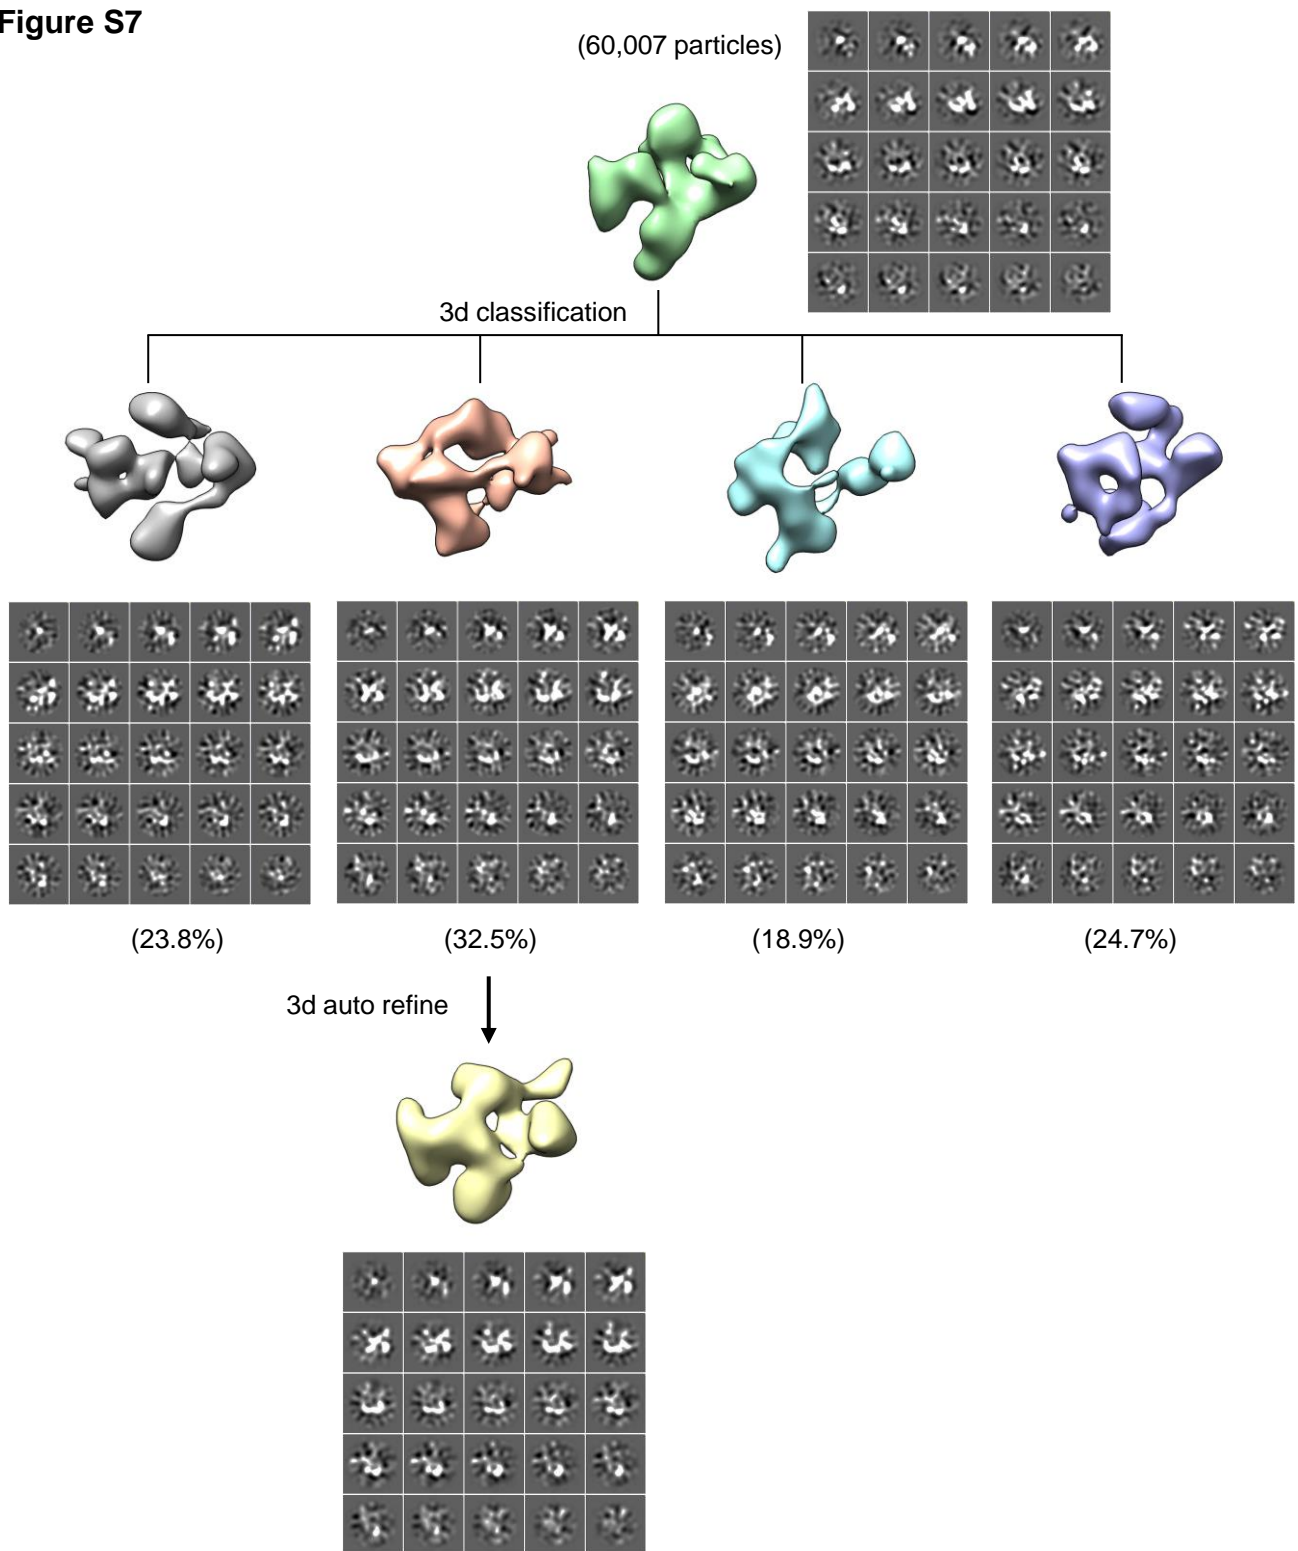 Figure S7
(60,007 particles)
3d classification
(23.8%)
(32.5%)
(18.9%)
(24.7%)
3d auto refine